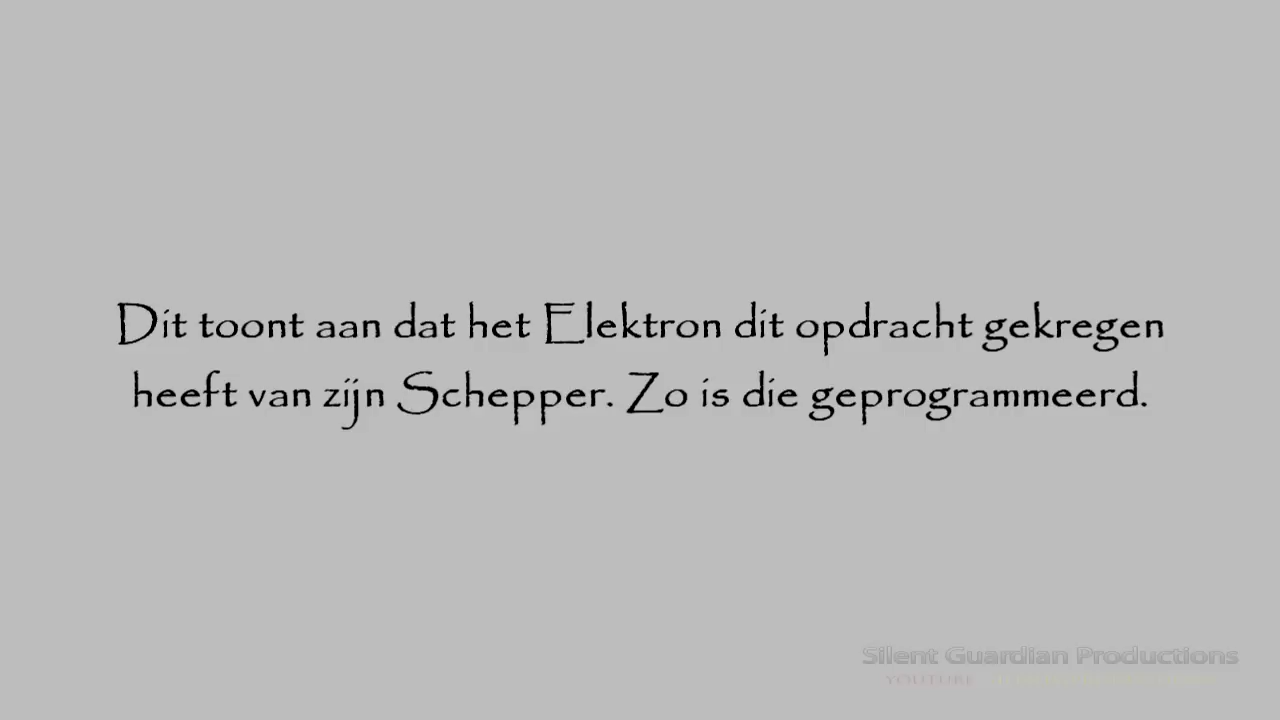 Dit toont aan dat het Elektron dit opdracht gekregen
heeft van zijn Schepper. Zo is die geprogrammeerd.
Silent Guardian Productions
YOUTUBE